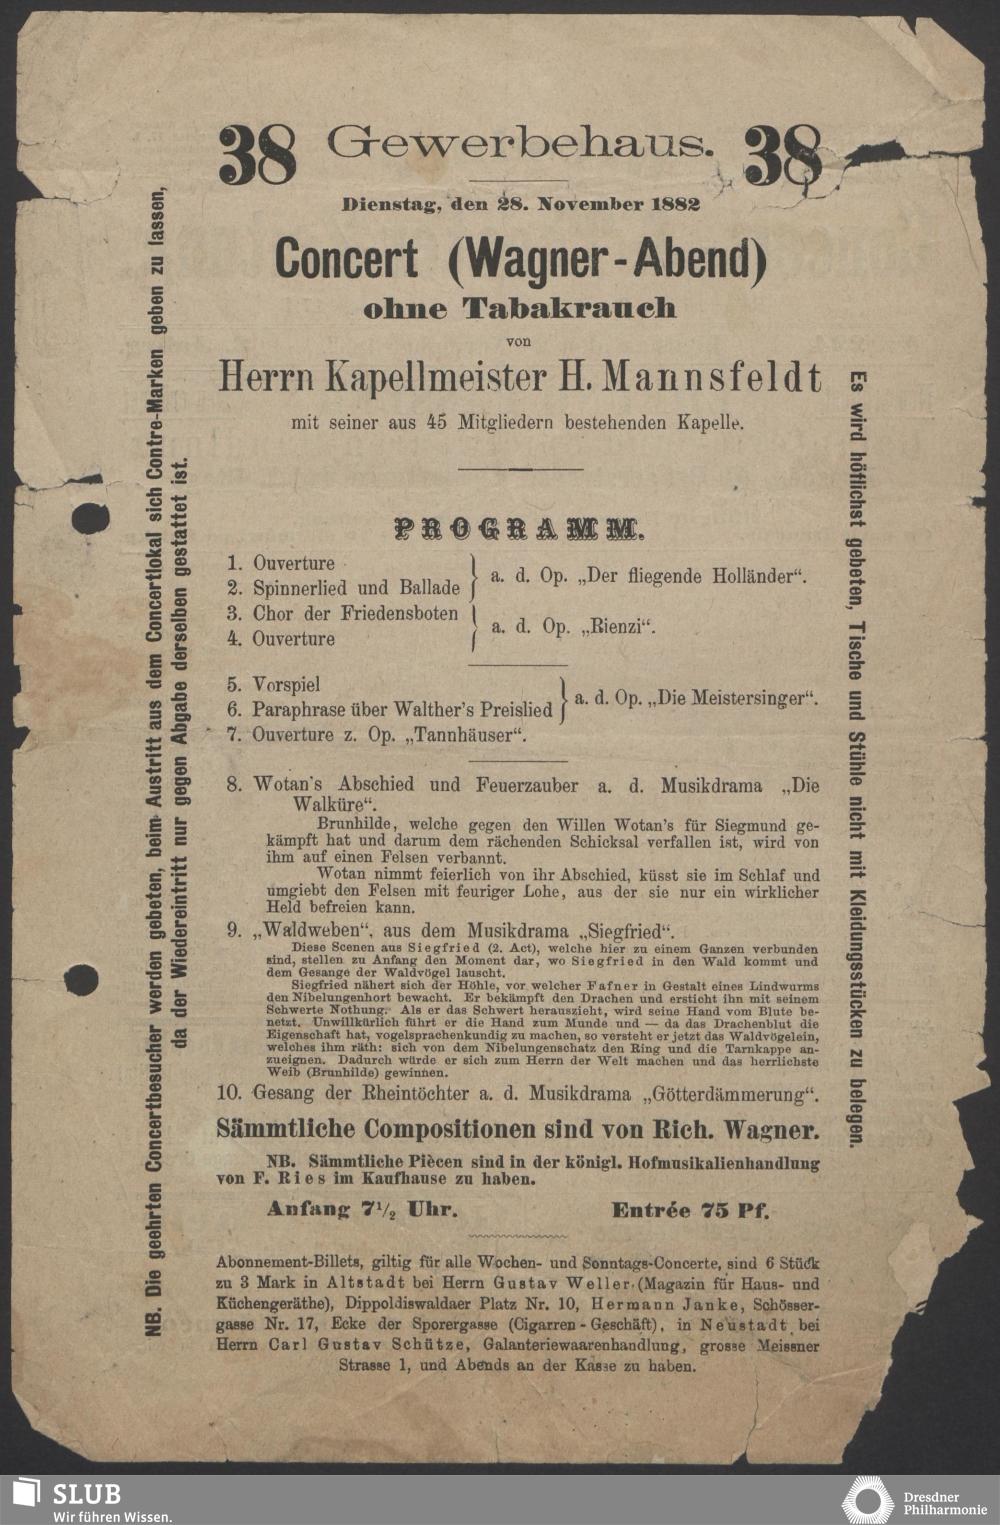 38 Gewerbehaus. 38
Dienstag, den 28. November 1882
Concert (Wagner-Abend)
ohne Tabakrauch
von
Herrn Kapellmeister H. Mannsfeldt
mit seiner aus 45 Mitgliedern bestehenden Kapelle.
PROGRAMM.
1. Ouverture
2. Spinnerlied und Ballade
a. d. Op. „Der fliegende Holländer“.
3. Chor der Friedensboten
4. Ouverture
a. d. Op. „Rienzi“.
5. Vorspiel
6. Paraphrase über Walther's Preislied
a. d. Op. „Die Meistersinger“.
7. Ouverture z. Op. „Tannhäuser“.
8. Wotan's Abschied und Feuerzauber a. d. Musikdrama „Die
Walküre“.
Brunhilde, welche gegen den Willen Wotan's für Siegmund ge-
kämpft hat und darum dem rächenden Schicksal verfallen ist, wird von
ihm auf einen Felsen verbannt.
Wotan nimmt feierlich von ihr Abschied, küsst sie im Schlaf und
umgiebt den Felsen mit feuriger Lohe, aus der sie nur ein wirklicher
Held befreien kann.
9. „Waldweben“, aus dem Musikdrama „Siegfried“.
Diese Scenen aus Siegfried (2. Act), welche hier zu einem Ganzen verbunden
sind, stellen zu Anfang den Moment dar, wo Siegfried in den Wald kommt und
dem Gesange der Waldvögel lauscht.
Siegfried nähert sich der Höhle, vor welcher Fafner in Gestalt eines Lindwurms
den Nibelungenhort bewacht. Er bekämpft den Drachen und ersticht ihn mit seinem
Schwerte Nothung. Als er das Schwert herauszieht, wird seine Hand vom Blute be-
netzt. Unwillkürlich führt er die Hand zum Munde und — da das Drachenblut die
Eigenschaft hat, vogelsprachenkundig zu machen, so versteht er jetzt das Waldvögelein,
welches ihm räth: sich von dem Nibelungenschatz den Ring und die Tarnkappe an-
zueignen. Dadurch würde er sich zum Herrn der Welt machen und das herrlichste
Weib (Brunhilde) gewinnen.
10. Gesang der Rheintöchter a. d. Musikdrama „Götterdämmerung“.
Sämmtliche Compositionen sind von Rich. Wagner.
NB. Sämmtliche Piècen sind in der königl. Hofmusikalienhandlung
von F. Ries im Kaufhause zu haben.
Anfang 7½ Uhr. Entrée 75 Pf.
Abonnement-Billets, giltig für alle Wochen- und Sonntags-Concerte, sind 6 Stück
zu 3 Mark in Altstadt bei Herrn Gustav Weller (Magazin für Haus- und
Küchengeräthe), Dippoldiswaldaer Platz Nr. 10, Hermann Janke, Schösser-
gasse Nr. 17, Ecke der Sporergasse (Cigarren-Geschäft), in Neustadt bei
Herrn Carl Gustav Schütze, Galanteriewaarenhandlung, grosse Meissner
Strasse 1, und Abends an der Kasse zu haben.
NB. Die geehrten Concertbesucher werden gebeten, beim Austritt aus dem Concertlokal sich Contre-Marken geben zu lassen,
da der Wiedereintritt nur gegen Abgabe derselben gestattet ist.
Es wird höflichst gebeten, Tische und Stühle nicht mit Kleidungsstücken zu belegen.
SLUB
Wir führen Wissen.
Dresdner
Philharmonie